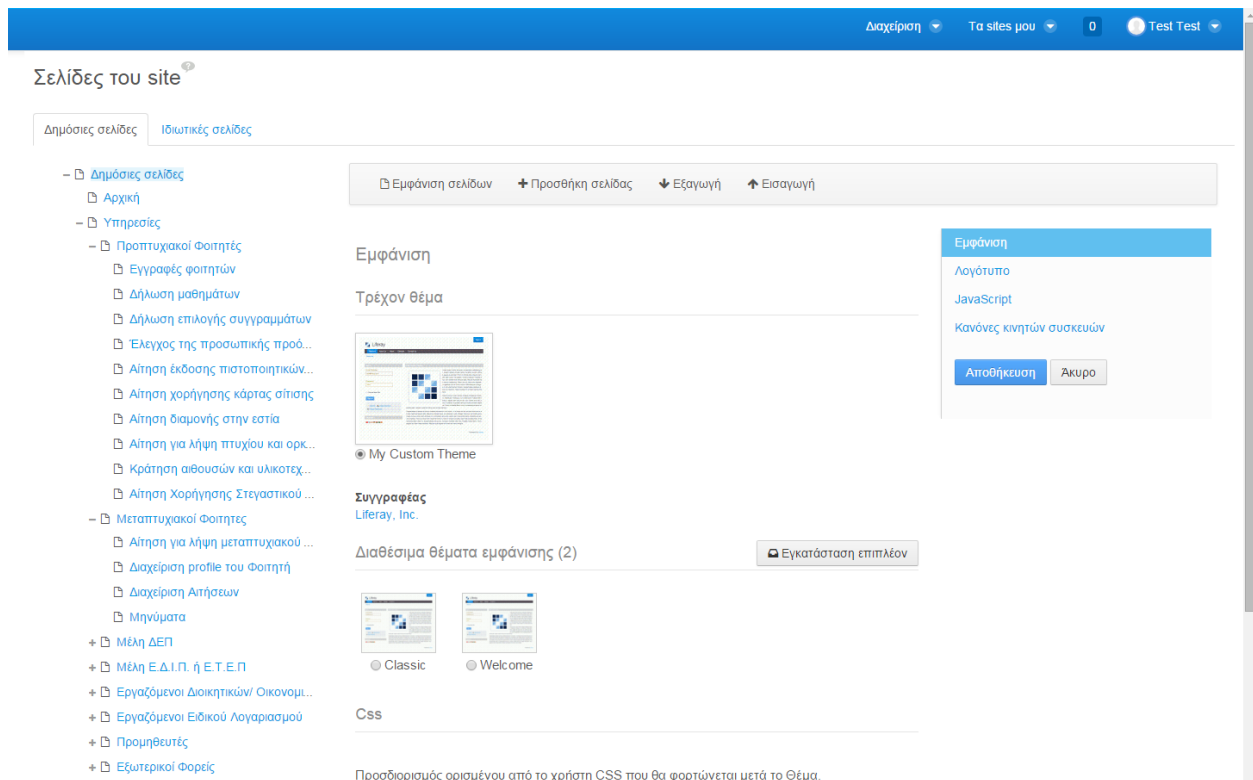 Διαχείριση Τα sites μου 0 Test Test
Σελίδες του site
Δημόσιες σελίδες Ιδιωτικές σελίδες
Δημόσιες σελίδες
Αρχική
Υπηρεσίες
Προπτυχιακοί Φοιτητές
Εγγραφές φοιτητών
Δήλωση μαθημάτων
Δήλωση επιλογής συγγραμμάτων
Έλεγχος της προσωπικής προό...
Αίτηση έκδοσης πιστοποιητικών...
Αίτηση χορήγησης κάρτας σίτισης
Αίτηση διαμονής στην εστία
Αίτηση για λήψη πτυχίου και ορκ...
Κράτηση αιθουσών και υλικοτεχ...
Αίτηση Χορήγησης Στεγαστικού ...
Μεταπτυχιακοί Φοιτητες
Αίτηση για λήψη μεταπτυχιακού ...
Διαχείριση profile του Φοιτητή
Διαχείριση Αιτήσεων
Μηνύματα
Μέλη ΔΕΠ
Μέλη Ε.Δ.Ι.Π. ή Ε.Τ.Ε.Π
Εργαζόμενοι Διοικητικών/ Οικονομι...
Εργαζόμενοι Ειδικού Λογαριασμού
Προμηθευτές
Εξωτερικοί Φορείς
Εμφάνιση σελίδων Προσθήκη σελίδας Εξαγωγή Εισαγωγή
Εμφάνιση
Τρέχον θέμα
Liferay
My Custom Theme
Συγγραφέας
Liferay, Inc.
Διαθέσιμα θέματα εμφάνισης (2) Εγκατάσταση επιπλέον
Classic Welcome
Css
Προσδιορισμός ορισμένου από το χρήστη CSS που θα φορτώνεται μετά το Θέμα.
Εμφάνιση
Λογότυπο
JavaScript
Κανόνες κινητών συσκευών
Αποθήκευση Άκυρο